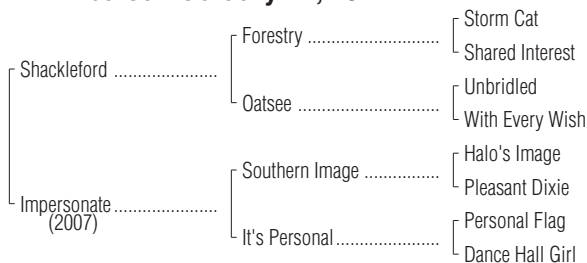 Storm Cat
Forestry
Shared Interest
Shackleford
Unbridled
Oatsee
With Every Wish
Halo's Image
Southern Image
Pleasant Dixie
Impersonate
(2007)
Personal Flag
It's Personal
Dance Hall Girl